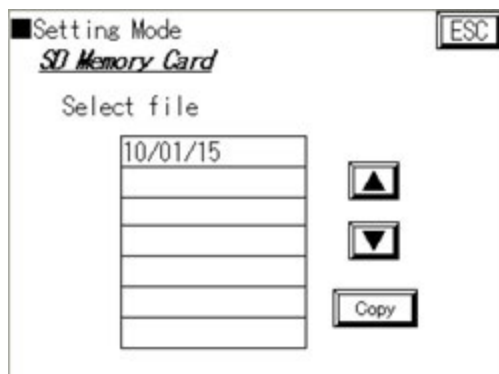 ■Setting Mode
ESC
SD Memory Card
Select file
10/01/15
▲
▼
Copy